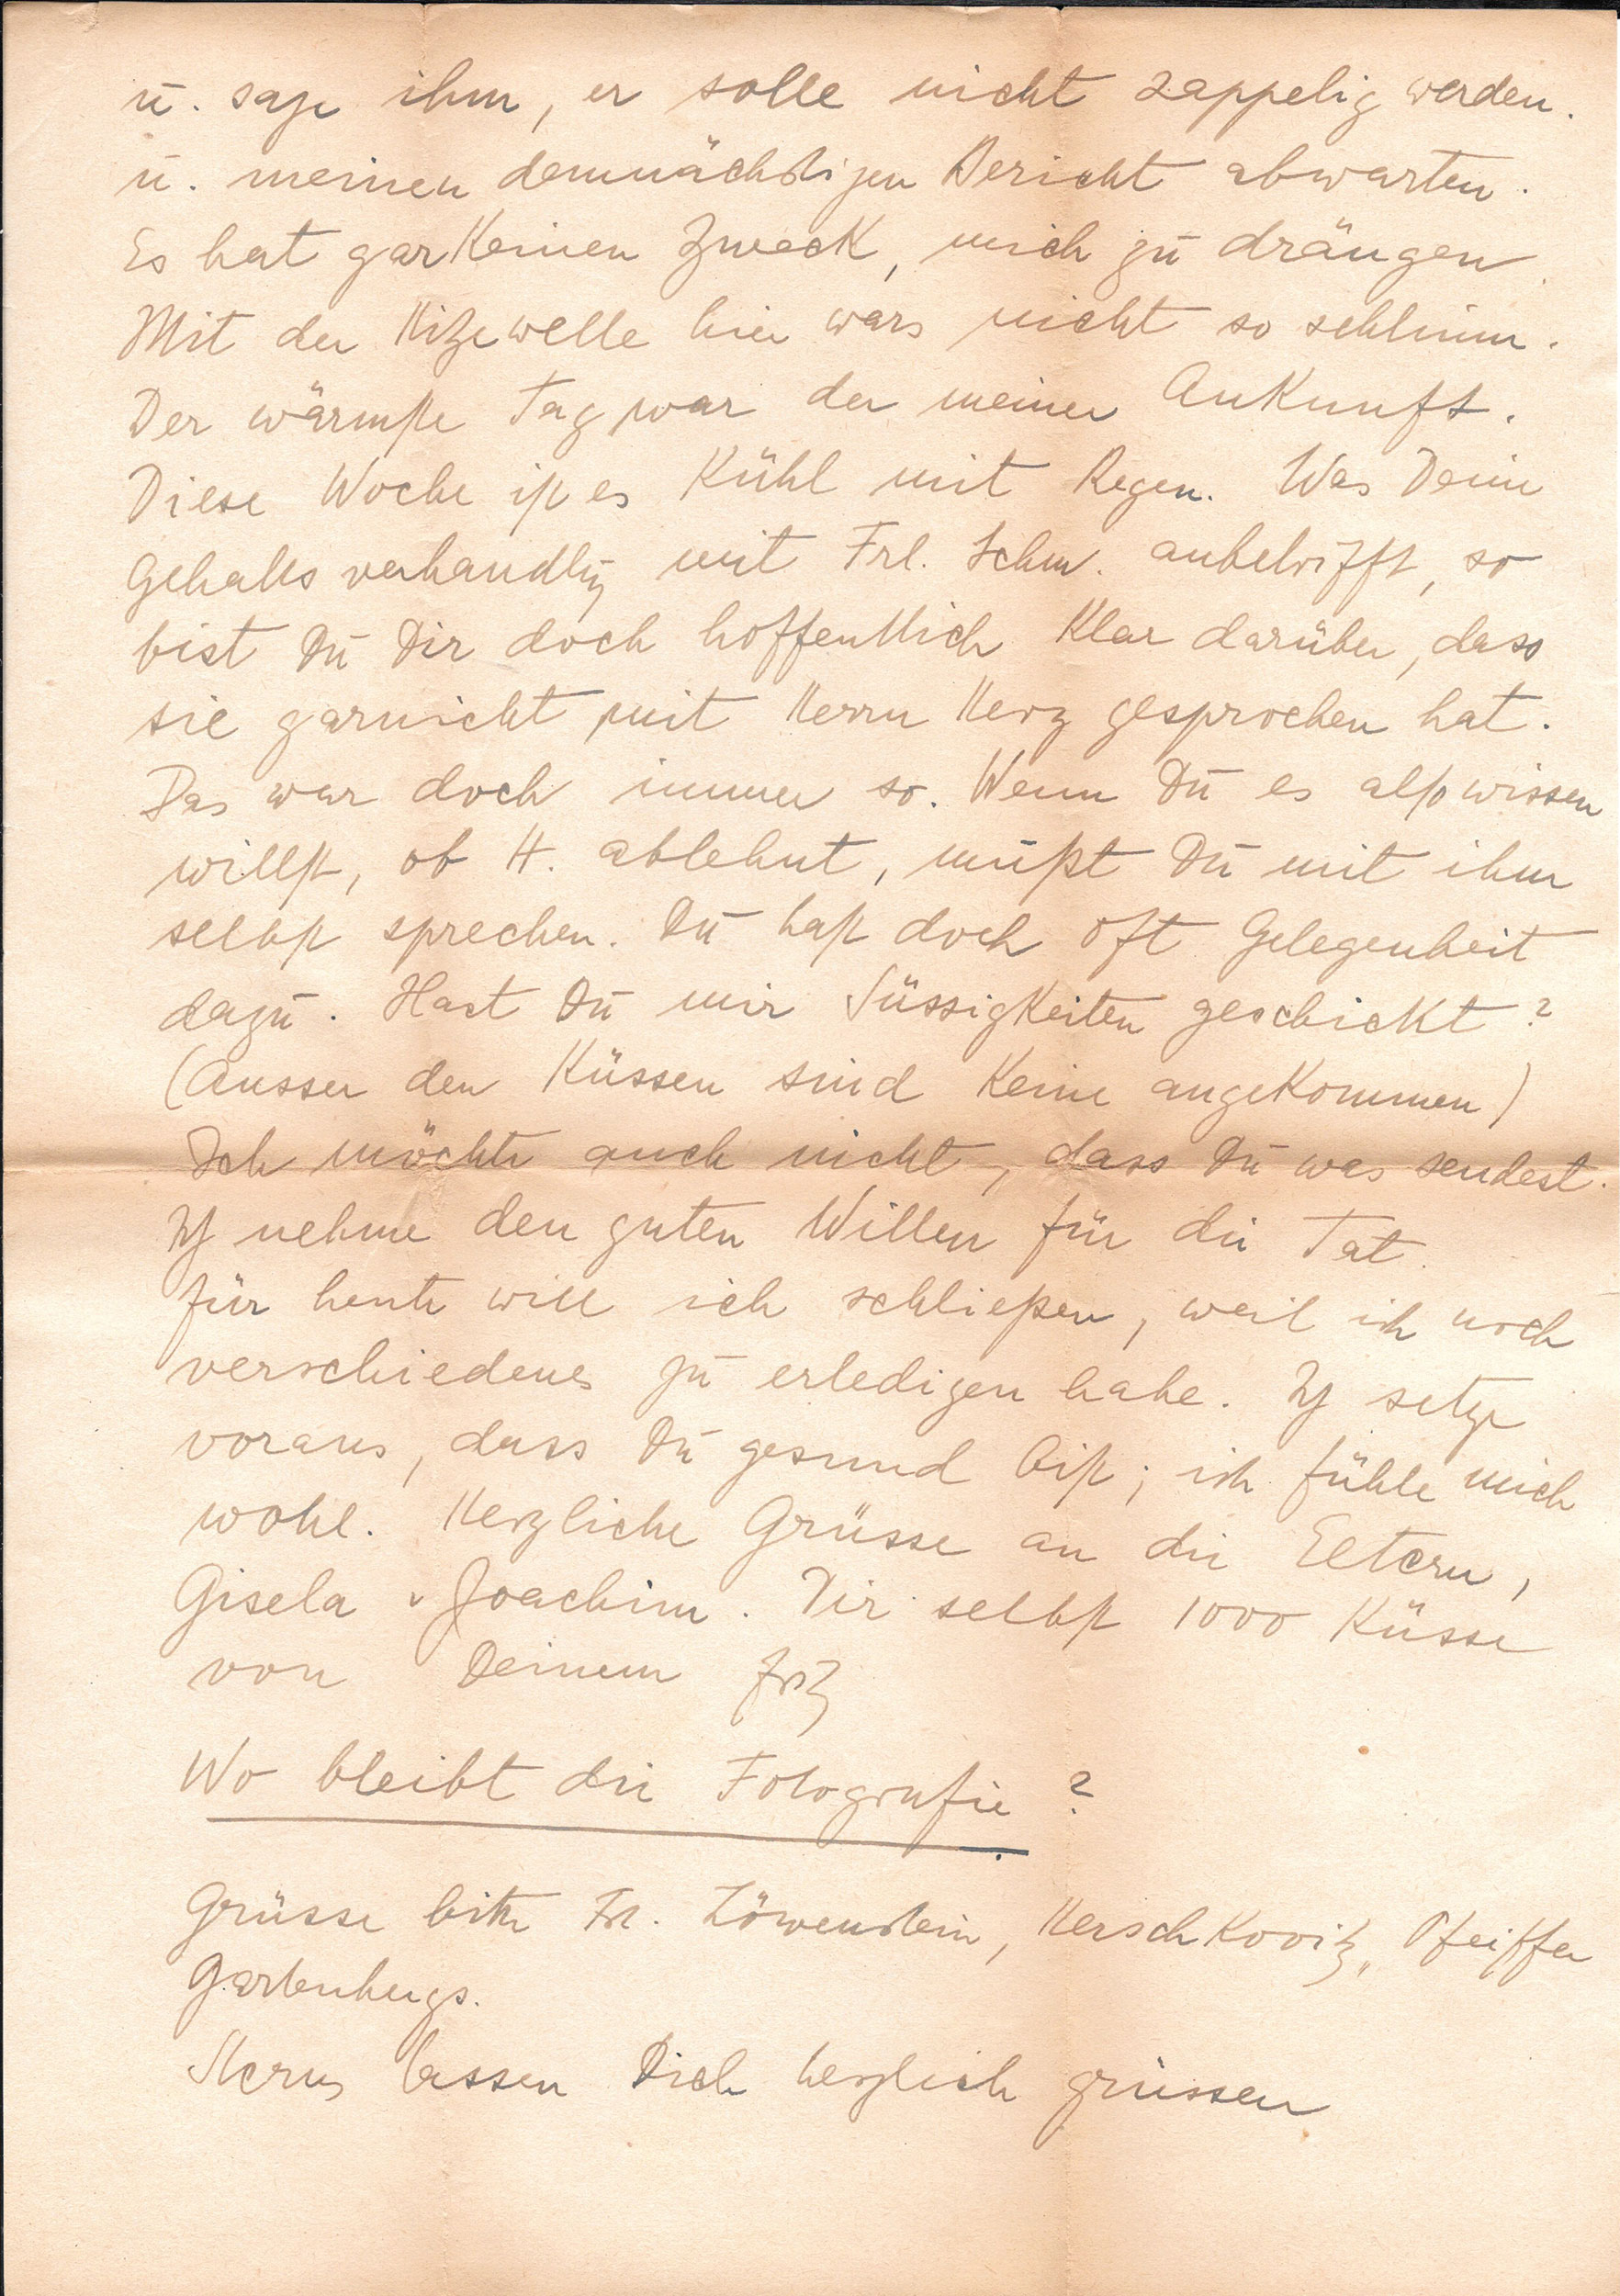 u. sage ihm, er solle nicht zappelig werden.
u. meinen demnächstigen Bericht abwarten.
Es hat gar keinen Zweck, mich zu drängen.
Mit der Hitzewelle hier wars nicht so schlimm.
Der wärmste Tag war der meiner Ankunft.
Diese Woche ist es kühl mit Regen. Was Deine
Gehaltsverhandlg mit Frl. Schm. anbetrifft, so
bist Du Dir doch hoffentlich klar darüber, dass
sie garnicht mit Herrn Herz gesprochen hat.
Das war doch immer so. Wenn Du es also wissen
willst, ob H. ablehnt, mußt Du mit ihm
selbst sprechen. Du hast doch oft Gelegenheit
dazu. Hast Du mir Süssigkeiten geschickt?
(Ausser den Küssen sind keine angekommen)
Ich möchte auch nicht, dass Du was sendest.
Ich nehme den guten Willen für die Tat.
Für heute will ich schließen, weil ich noch
verschiedenes zu erledigen habe. Ich setze
voraus, dass Du gesund bist; ich fühle mich
wohl. Herzliche Grüsse an die Eltern,
Gisela u Joachim. Dir selbst 1000 Küsse
von Deinem
Wo bleibt die Fotografie?
Grüsse bitte Fr. Löwenstein, Herschkovitz, Pfeiffer
Gartenbergs.
Sterns lassen Dich herzlich grüssen